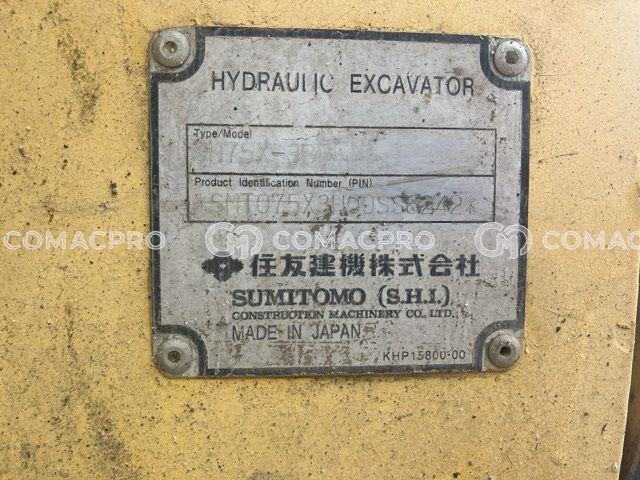 HYDRAULIC EXCAVATOR
Type/Model
Product Identification Number (PIN)
COMACPRO COMACPRO COMACPRO
住友建機株式会社
SUMITOMO (S.H.I.)
CONSTRUCTION MACHINERY CO., LTD.
MADE IN JAPAN
KHP15800-00